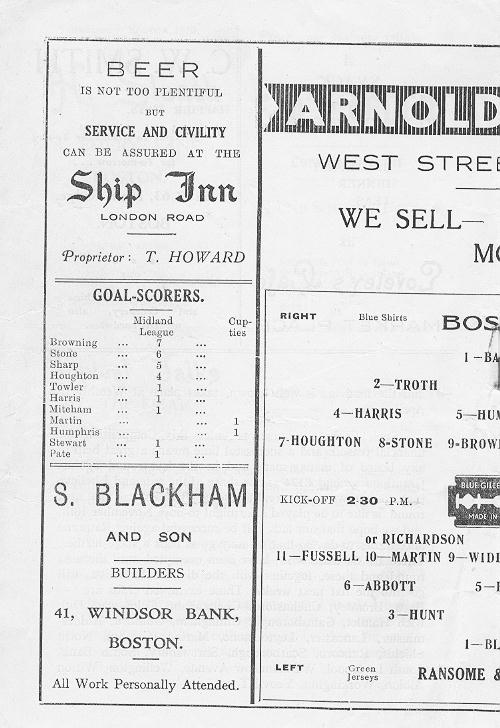 BEER
IS NOT TOO PLENTIFUL
BUT
SERVICE AND CIVILITY
CAN BE ASSURED AT THE
Ship Inn
LONDON ROAD
Proprietor: T. HOWARD
GOAL-SCORERS.
Midland League Cup-ties
Browning ... 7 ...
Stone ... 6 ...
Sharp ... 5 ...
Houghton ... 4 ...
Towler ... 1 ...
Harris ... 1 ...
Mitcham ... 1 ...
Martin ... 1
Humphris ... 1
Stewart 1 ...
Pate ... 1 ...
S. BLACKHAM
AND SON
BUILDERS
41, WINDSOR BANK,
BOSTON.
All Work Personally Attended.
ARNOLD
WEST STREE
WE SELL—
MO
RIGHT Blue Shirts BOS
1—BA
2—TROTH
4—HARRIS 5—HUM
7-HOUGHTON 8-STONE 9-BROW
KICK-OFF 2·30 P.M.
BLUE GILLE
MADE IN
or RICHARDSON
11—FUSSELL 10—MARTIN 9—WID
6—ABBOTT 5—
3—HUNT
1—BL
LEFT Green Jerseys RANSOME &